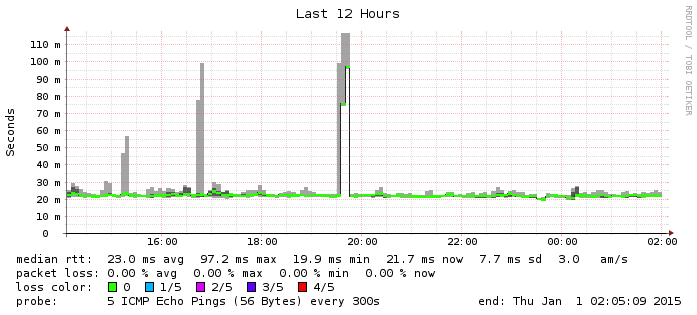 Last 12 Hours
RRDTOOL / TOBI OETIKER
Seconds
110 m
100 m
90 m
80 m
70 m
60 m
50 m
40 m
30 m
20 m
10 m
0
16:00 18:00 20:00 22:00 00:00 02:00
median rtt: 23.0 ms avg 97.2 ms max 19.9 ms min 21.7 ms now 7.7 ms sd 3.0 am/s
packet loss: 0.00 % avg 0.00 % max 0.00 % min 0.00 % now
loss color: 0 1/5 2/5 3/5 4/5
probe: 5 ICMP Echo Pings (56 Bytes) every 300s end: Thu Jan 1 02:05:09 2015